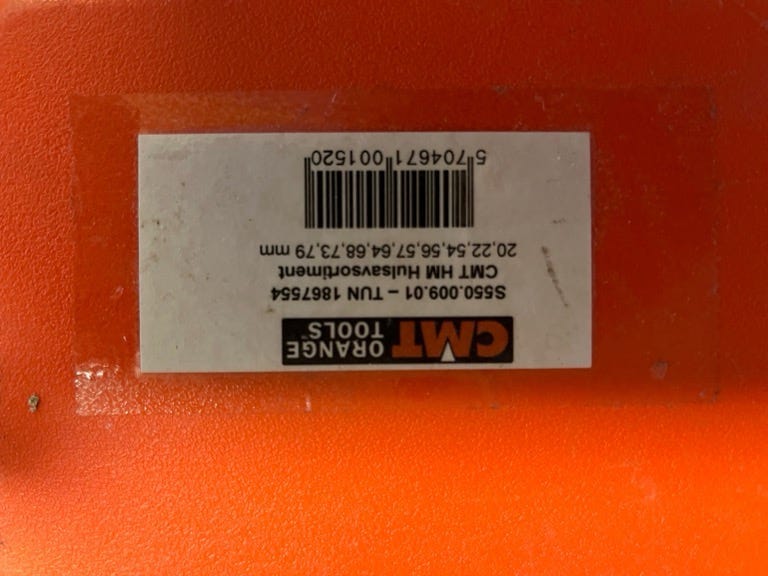 CMT ORANGE
TOOLS™
S550.009.01 – TUN 1867554
CMT HM Hulsavsortiment
20,22,54,56,57,64,68,73,79 mm
5 704671 001520